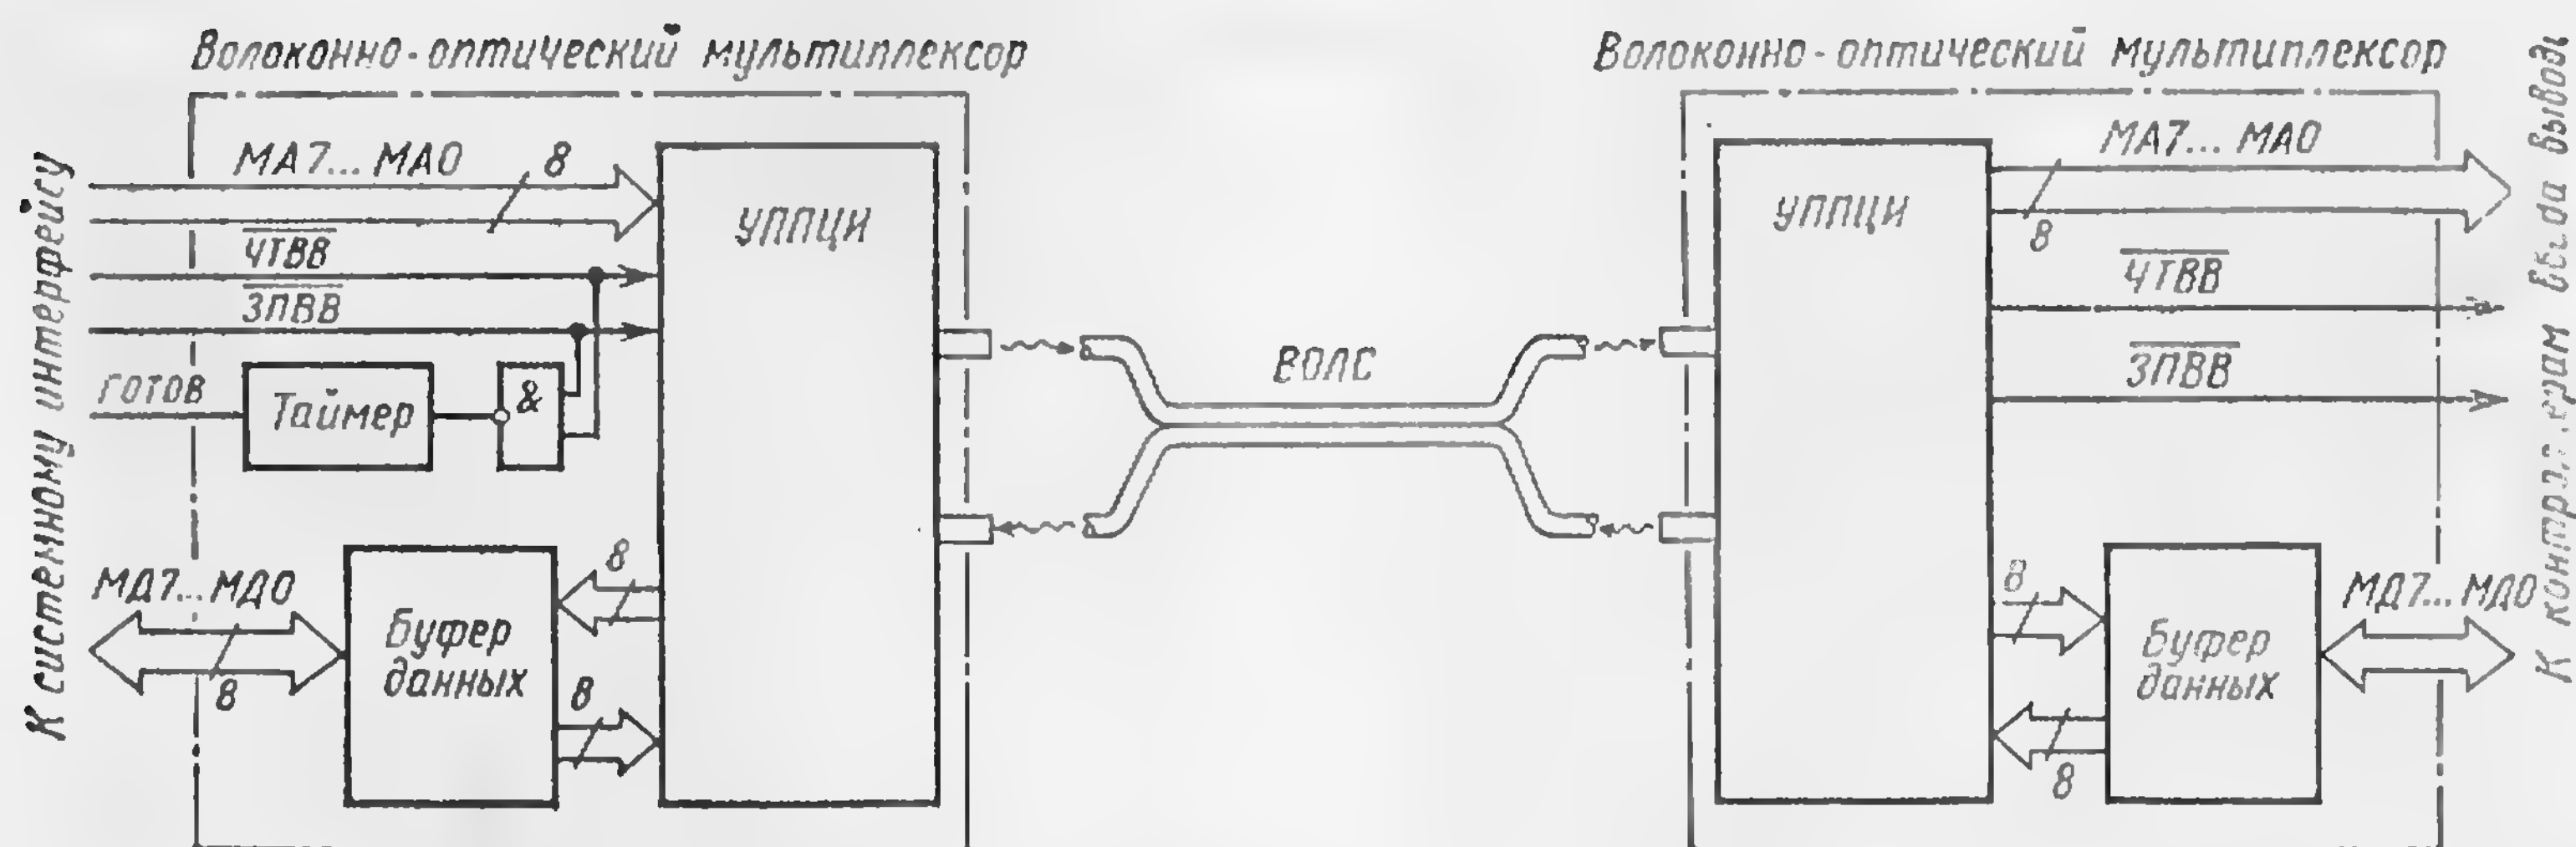 Волоконно-оптический мультиплексор
К системному интерфейсу
МА7... МА0
8
ЧТВВ
ЗПВВ
ГОТОВ
Таймер
&
УППЦИ
МД7... МД0
8
Буфер
данных
8
8
ВОЛС
Волоконно-оптический мультиплексор
УППЦИ
МА7... МА0
8
ЧТВВ
ЗПВВ
8
Буфер
данных
8
МД7... МД0
К
вывода